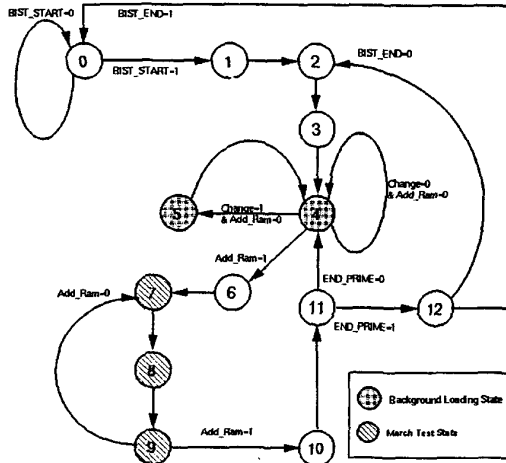 BIST_START=0
BIST_END=1
0
1
2
BIST_START=1
BIST_END=0
3
Change=0
& Add_Ram=0
5
Change=1
& Add_Ram=0
4
Add_Ram=1
Add_Ram=0
7
6
END_PRIME=0
11
12
END_PRIME=1
8
Background Loading State
9
Add_Ram=1
10
March Test State